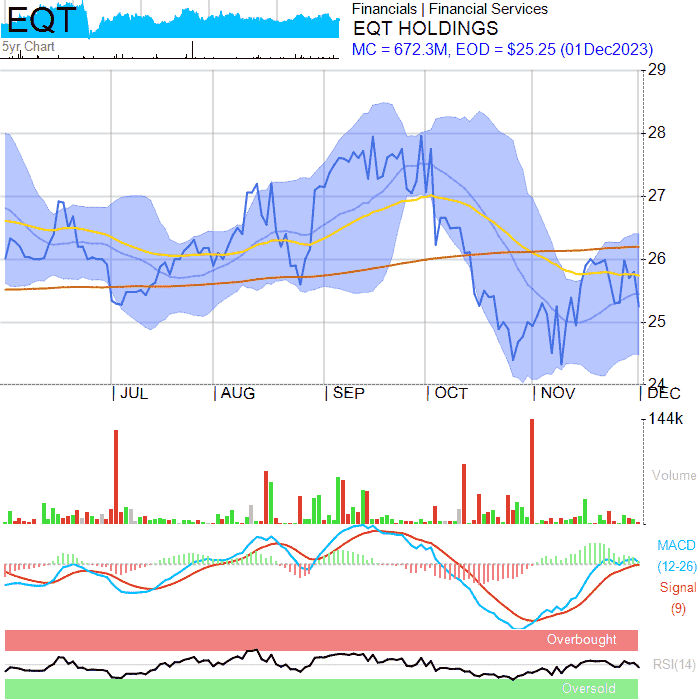 EQT
5yr Chart
Financials | Financial Services
EQT HOLDINGS
MC = 672.3M, EOD = $25.25 (01Dec2023)
29
28
27
26
25
24
JUL AUG SEP OCT NOV DEC
144k
Volume
MACD
(12-26)
Signal
(9)
Overbought
RSI(14)
Oversold